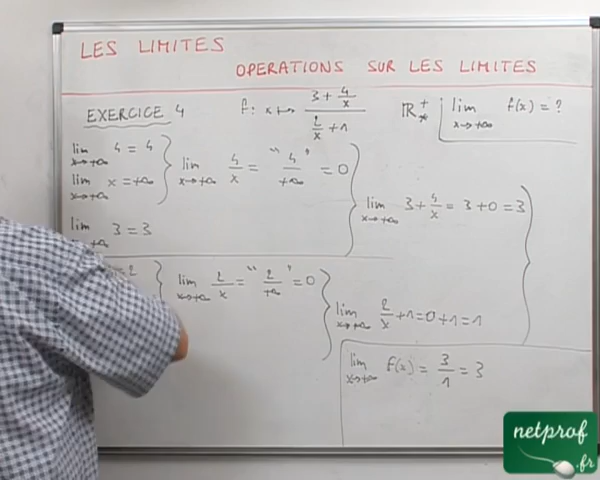 LES LIMITES
OPERATIONS SUR LES LIMITES
EXERCICE 4 f: x ↦ (3 + 4/x) / (2/x + 1) ℝ*⁺ lim x→+∞ f(x) = ?
lim x→+∞ 4 = 4
lim x→+∞ x = +∞
lim x→+∞ 4/x = " 4/+∞ " = 0
lim +∞ 3 = 3
lim x→+∞ 3 + 4/x = 3 + 0 = 3
= 2
lim x→+∞ 2/x = " 2/+∞ " = 0
lim x→+∞ 2/x + 1 = 0 + 1 = 1
lim x→+∞ f(x) = 3/1 = 3
netprof
.fr